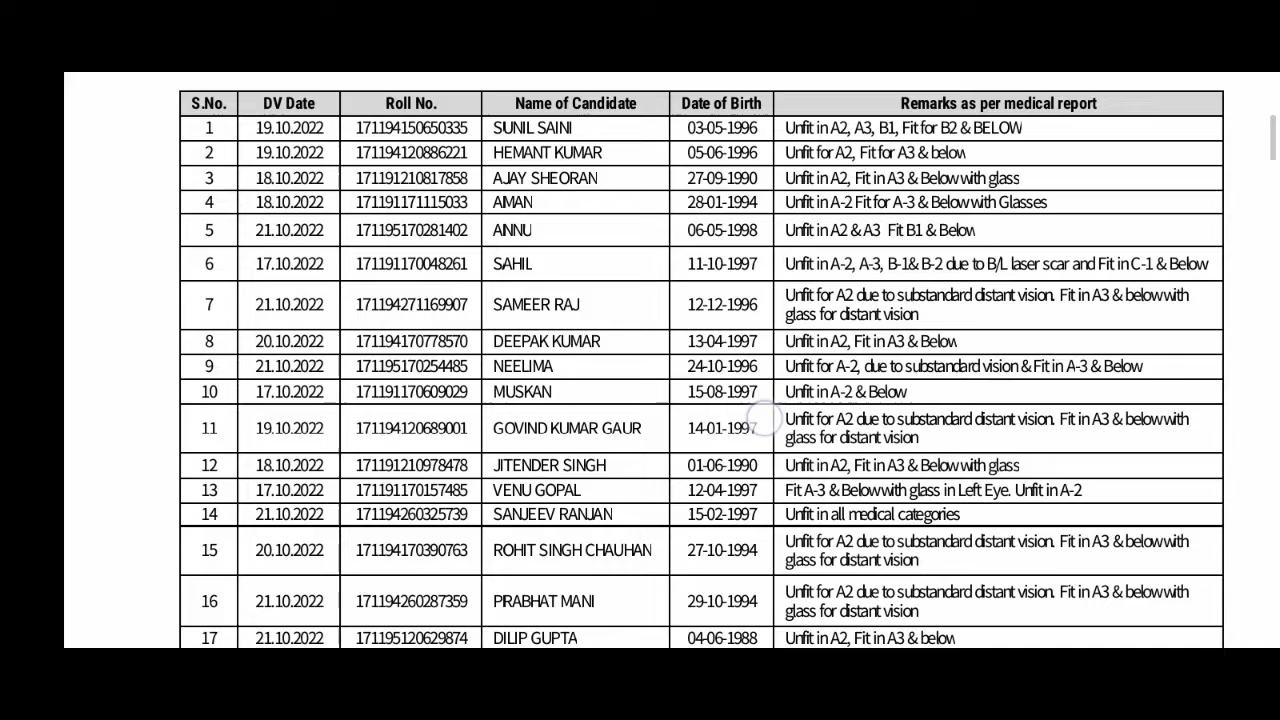 S.No. DV Date Roll No. Name of Candidate Date of Birth Remarks as per medical report
1 19.10.2022 171194150650335 SUNIL SAINI 03-05-1996 Unfit in A2, A3, B1, Fit for B2 & BELOW
2 19.10.2022 171194120886221 HEMANT KUMAR 05-06-1996 Unfit for A2, Fit for A3 & below
3 18.10.2022 171191210817858 AJAY SHEORAN 27-09-1990 Unfit in A2, Fit in A3 & Below with glass
4 18.10.2022 171191171115033 AMAN 28-01-1994 Unfit in A-2 Fit for A-3 & Below with Glasses
5 21.10.2022 171195170281402 ANNU 06-05-1998 Unfit in A2 & A3 Fit B1 & Below
6 17.10.2022 171191170048261 SAHIL 11-10-1997 Unfit in A-2, A-3, B-1& B-2 due to B/L laser scar and Fit in C-1 & Below
7 21.10.2022 171194271169907 SAMEER RAJ 12-12-1996 Unfit for A2 due to substandard distant vision. Fit in A3 & below with
glass for distant vision
8 20.10.2022 171194170778570 DEEPAK KUMAR 13-04-1997 Unfit in A2, Fit in A3 & Below
9 21.10.2022 171195170254485 NEELIMA 24-10-1996 Unfit for A-2, due to substandard vision & Fit in A-3 & Below
10 17.10.2022 171191170609029 MUSKAN 15-08-1997 Unfit in A-2 & Below
11 19.10.2022 171194120689001 GOVIND KUMAR GAUR 14-01-1997 Unfit for A2 due to substandard distant vision. Fit in A3 & below with
glass for distant vision
12 18.10.2022 171191210978478 JITENDER SINGH 01-06-1990 Unfit in A2, Fit in A3 & Below with glass
13 17.10.2022 171191170157485 VENU GOPAL 12-04-1997 Fit A-3 & Below with glass in Left Eye. Unfit in A-2
14 21.10.2022 171194260325739 SANJEEV RANJAN 15-02-1997 Unfit in all medical categories
15 20.10.2022 171194170390763 ROHIT SINGH CHAUHAN 27-10-1994 Unfit for A2 due to substandard distant vision. Fit in A3 & below with
glass for distant vision
16 21.10.2022 171194260287359 PRABHAT MANI 29-10-1994 Unfit for A2 due to substandard distant vision. Fit in A3 & below with
glass for distant vision
17 21.10.2022 171195120629874 DILIP GUPTA 04-06-1988 Unfit in A2, Fit in A3 & below